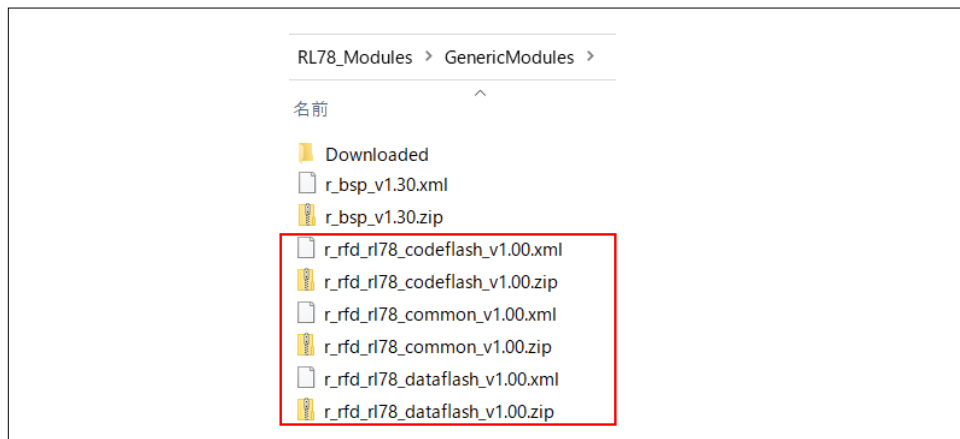 RL78_Modules > GenericModules >
名前
Downloaded
r_bsp_v1.30.xml
r_bsp_v1.30.zip
r_rfd_rl78_codeflash_v1.00.xml
r_rfd_rl78_codeflash_v1.00.zip
r_rfd_rl78_common_v1.00.xml
r_rfd_rl78_common_v1.00.zip
r_rfd_rl78_dataflash_v1.00.xml
r_rfd_rl78_dataflash_v1.00.zip